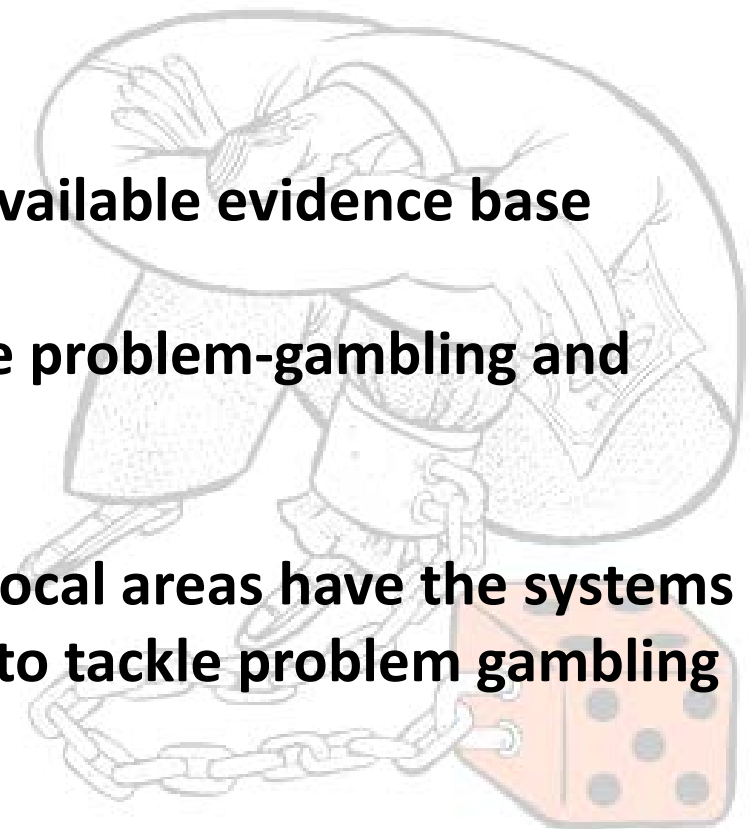 vailable evidence base
e problem-gambling and
ocal areas have the systems
to tackle problem gambling